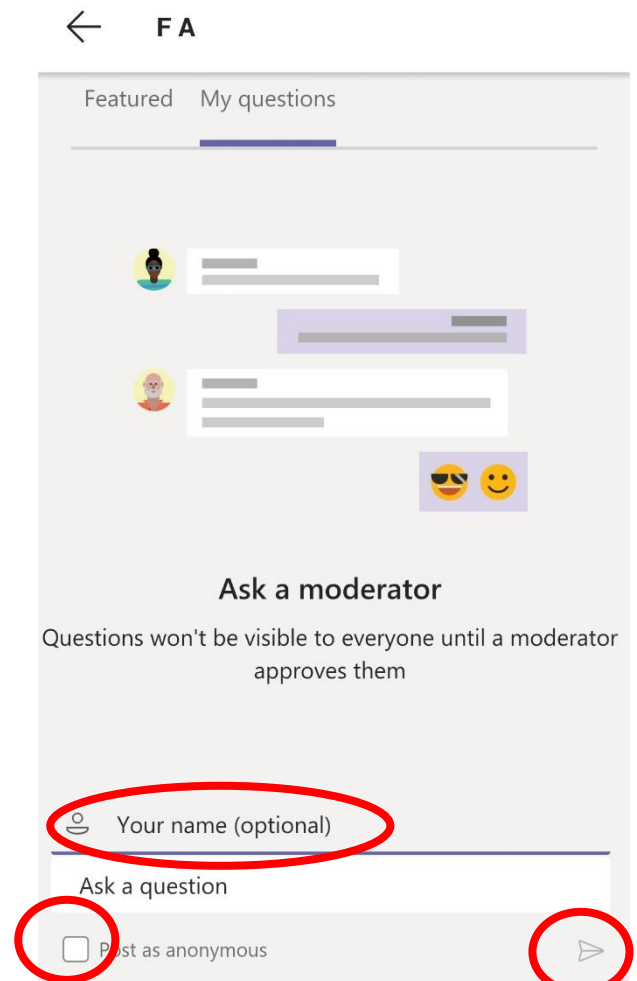 F A
Featured My questions
Ask a moderator
Questions won't be visible to everyone until a moderator
approves them
Your name (optional)
Ask a question
Post as anonymous